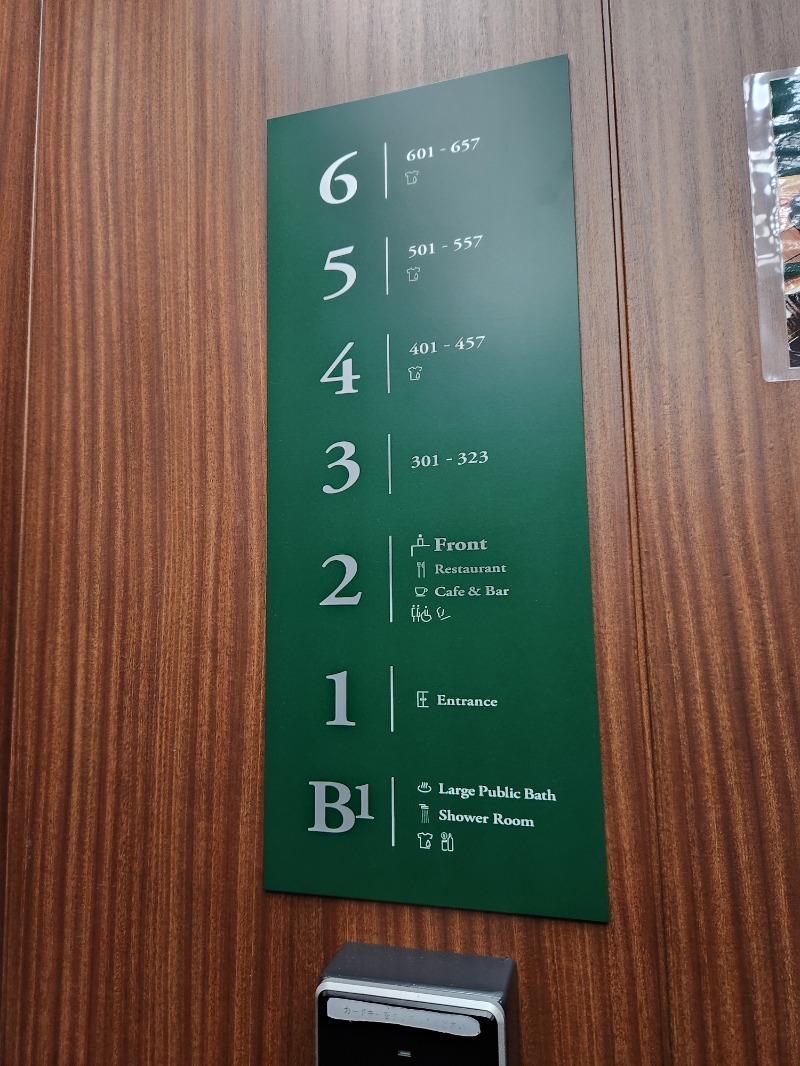 6
601 - 657
5
501 - 557
4
401 - 457
3
301 - 323
2
Front
Restaurant
Cafe & Bar
1
Entrance
B1
Large Public Bath
Shower Room